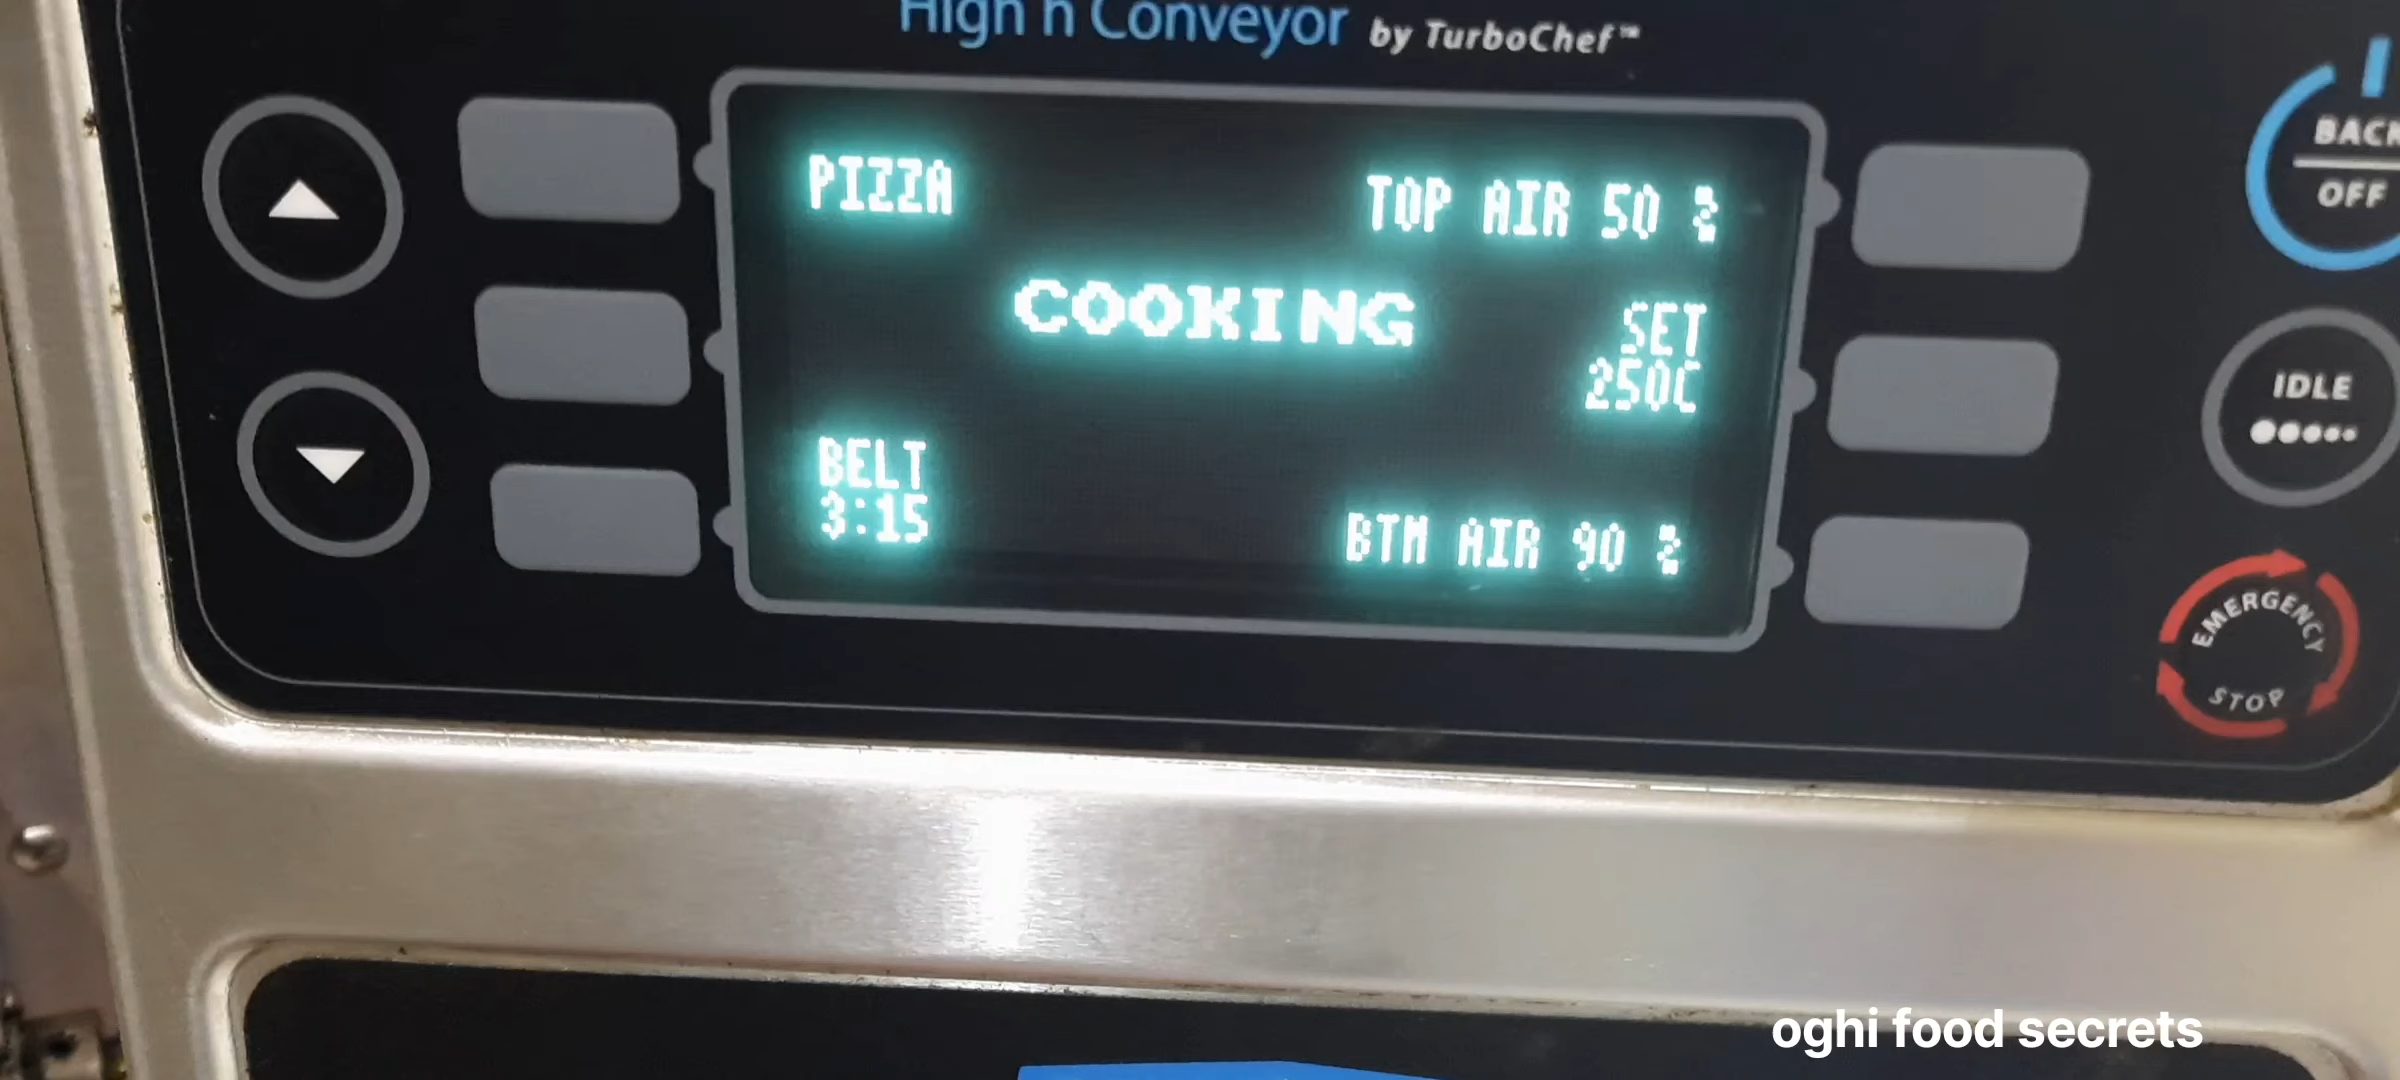 High h Conveyor by TurboChef™
PIZZA
TOP AIR 50 %
COOKING
SET
250C
BELT
3:15
BTM AIR 90 %
BACK
OFF
IDLE
EMERGENCY
STOP
oghi food secrets